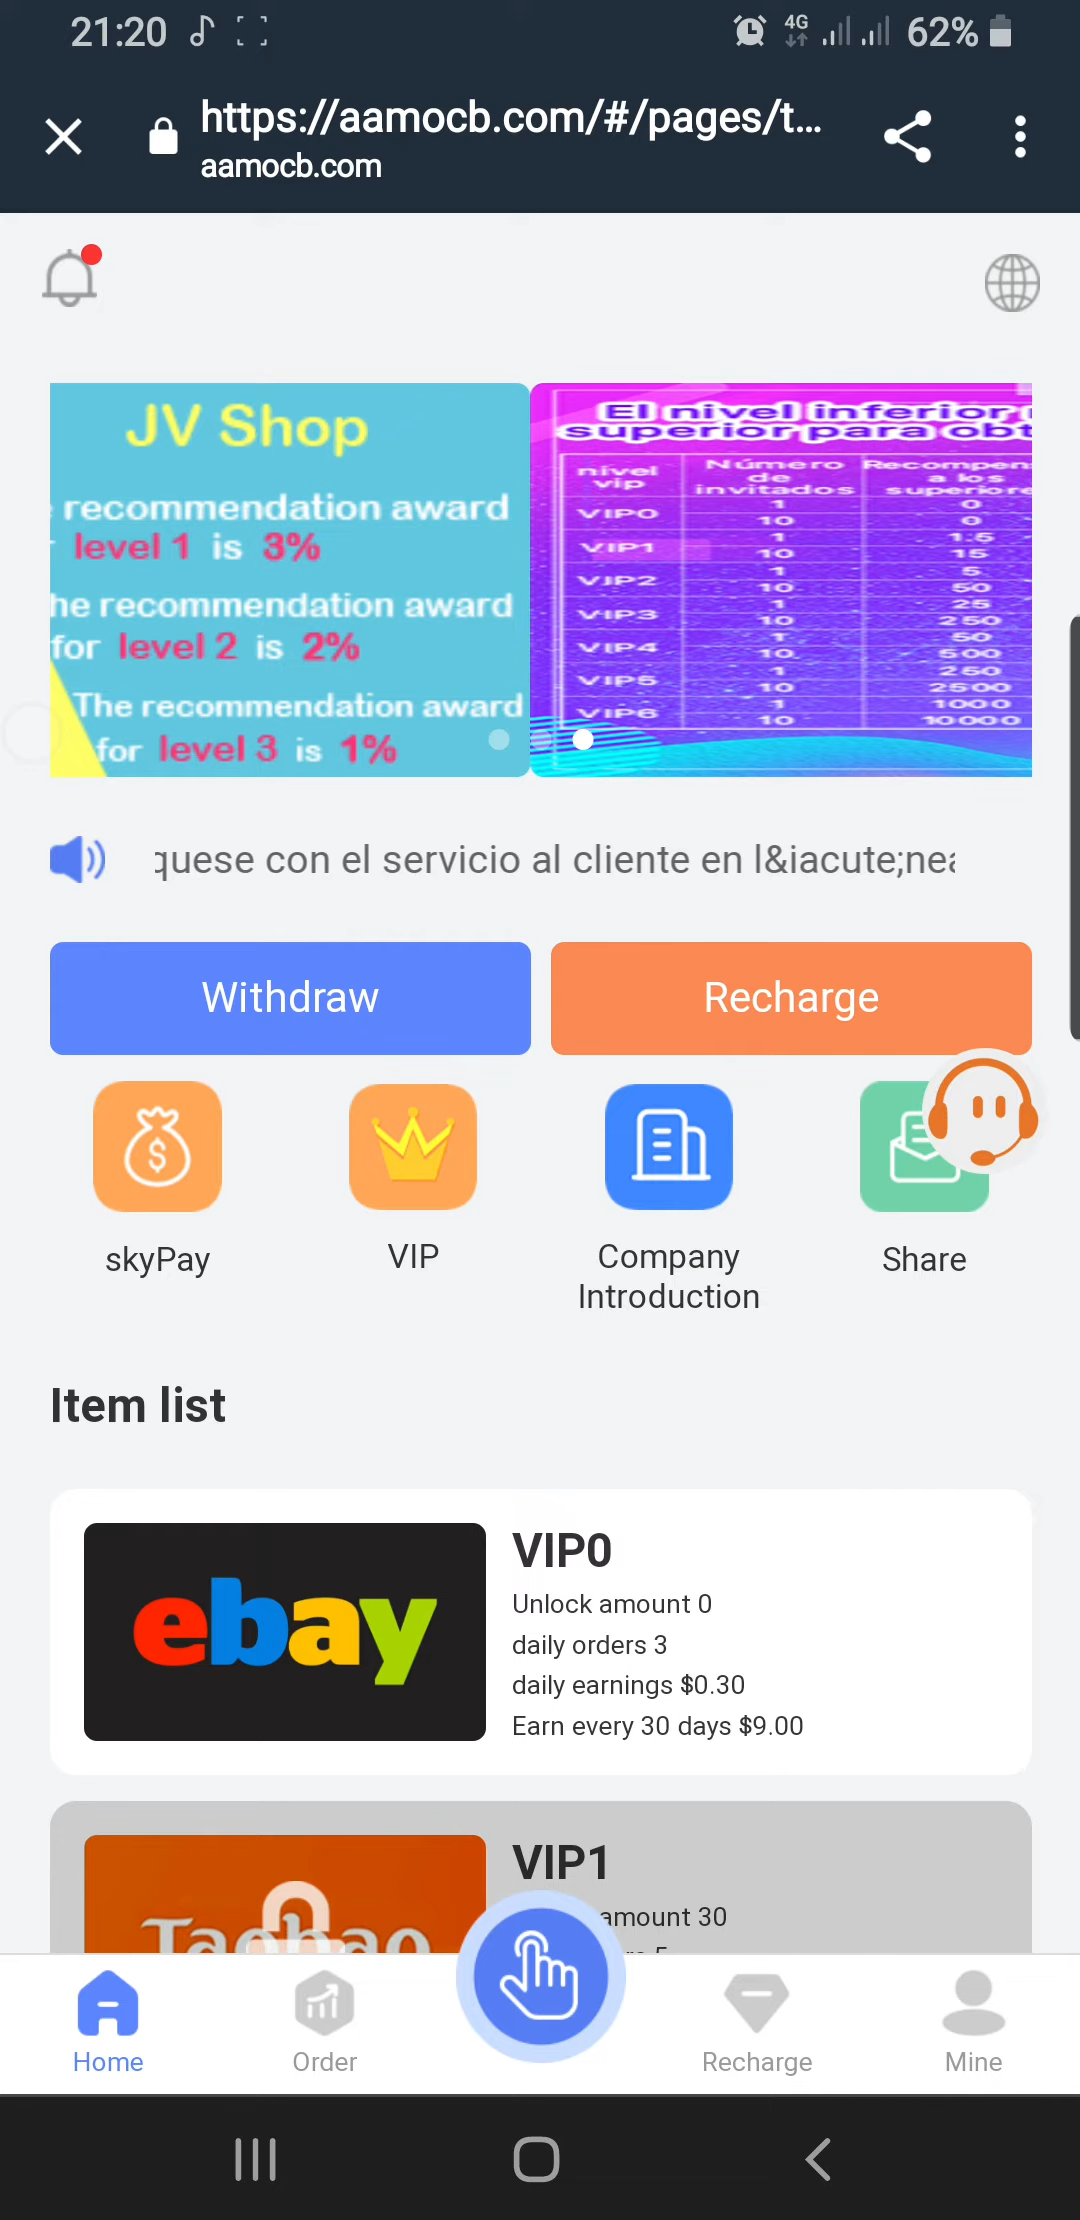 21:20
4G
62%
https://aamocb.com/#/pages/t...
aamocb.com
JV Shop
recommendation award
level 1 is 3%
he recommendation award
for level 2 is 2%
The recommendation award
for level 3 is 1%
El nivel inferior
superior para obt
nivel vip
Número de invitados
Recompen
a los
superiore
VIP0
1
0
10
0
VIP1
1
1.5
10
15
VIP2
1
5
10
50
VIP3
1
25
10
250
VIP4
1
50
10
500
VIP5
1
250
10
2500
VIP6
1
1000
10
10000
quese con el servicio al cliente en l&iacute;nea
Withdraw
Recharge
skyPay
VIP
Company
Introduction
Share
Item list
ebay
VIP0
Unlock amount 0
daily orders 3
daily earnings $0.30
Earn every 30 days $9.00
Taobao
VIP1
amount 30
5
Home
Order
Recharge
Mine